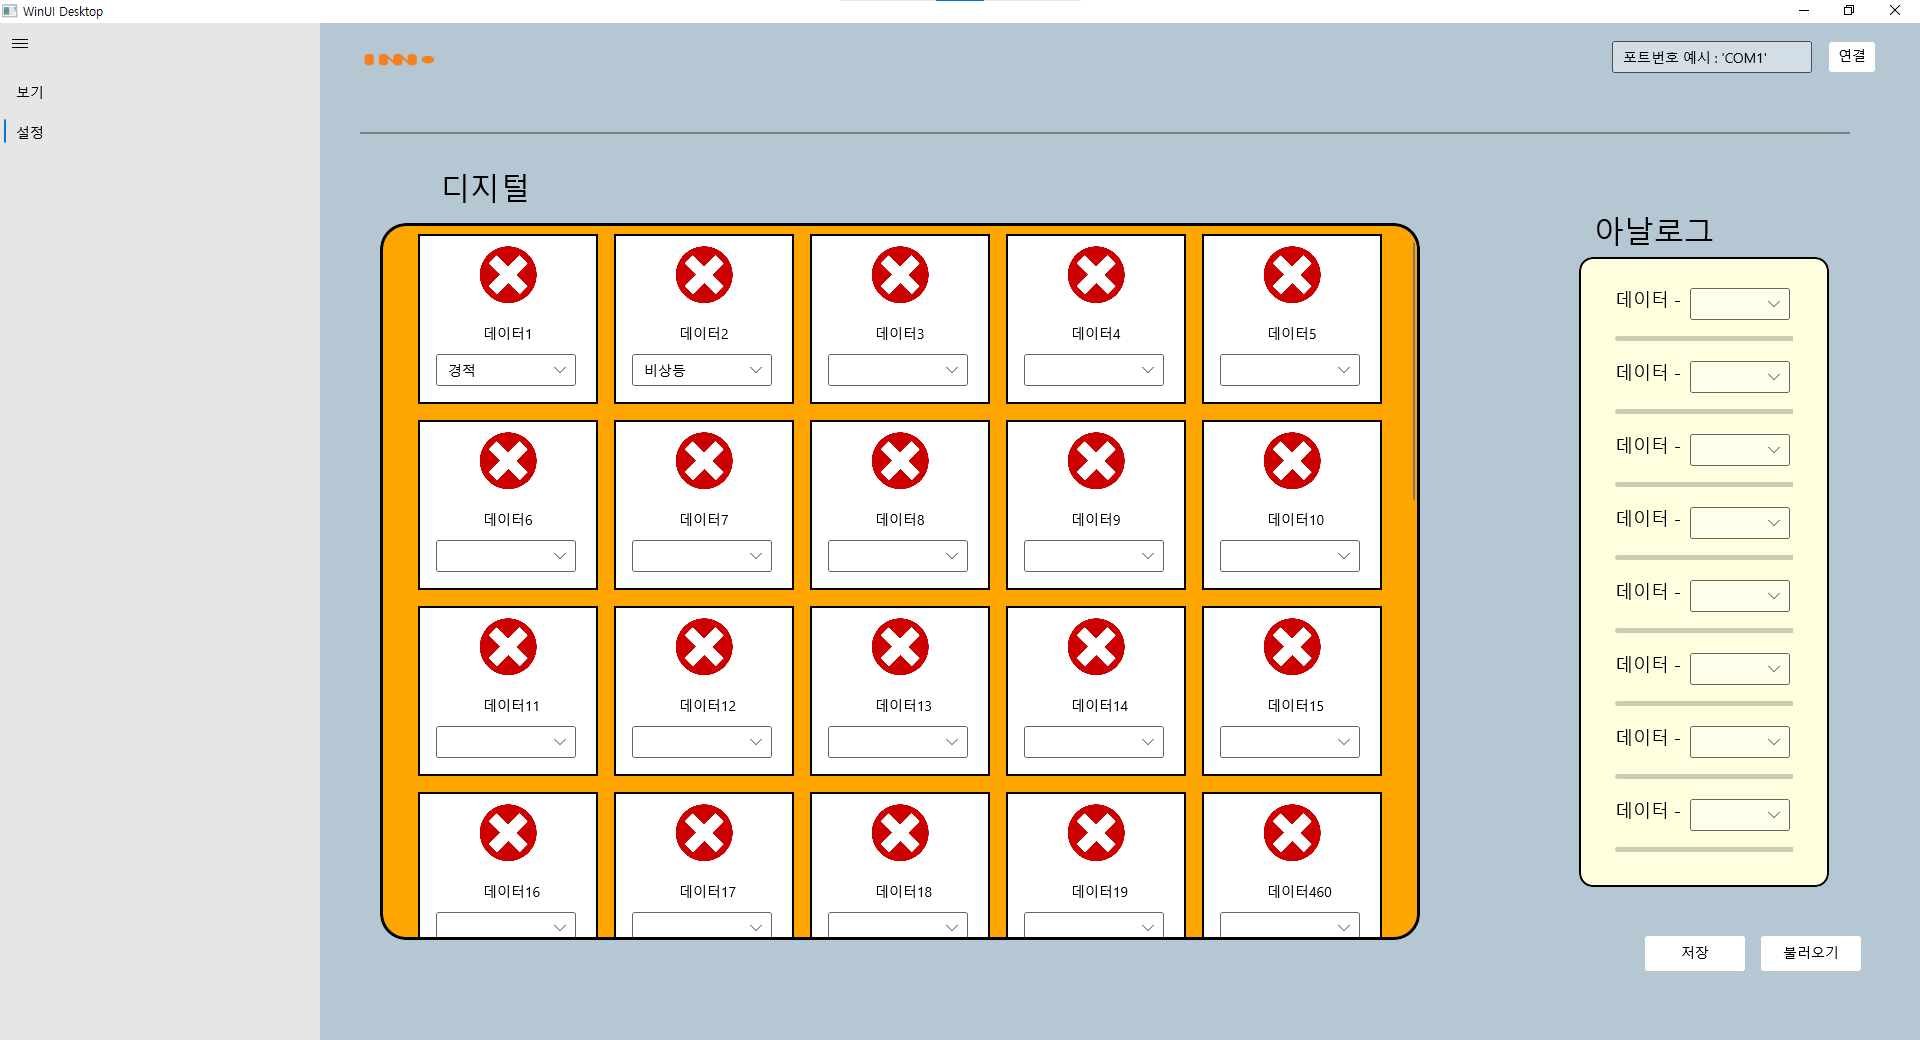 WinUI Desktop
보기
설정
INNO
포트번호 예시 : 'COM1'
연결
디지털
데이터1
데이터2
데이터3
데이터4
데이터5
경적
비상등
데이터6
데이터7
데이터8
데이터9
데이터10
데이터11
데이터12
데이터13
데이터14
데이터15
데이터16
데이터17
데이터18
데이터19
데이터460
아날로그
데이터 -
데이터 -
데이터 -
데이터 -
데이터 -
데이터 -
데이터 -
데이터 -
저장
불러오기